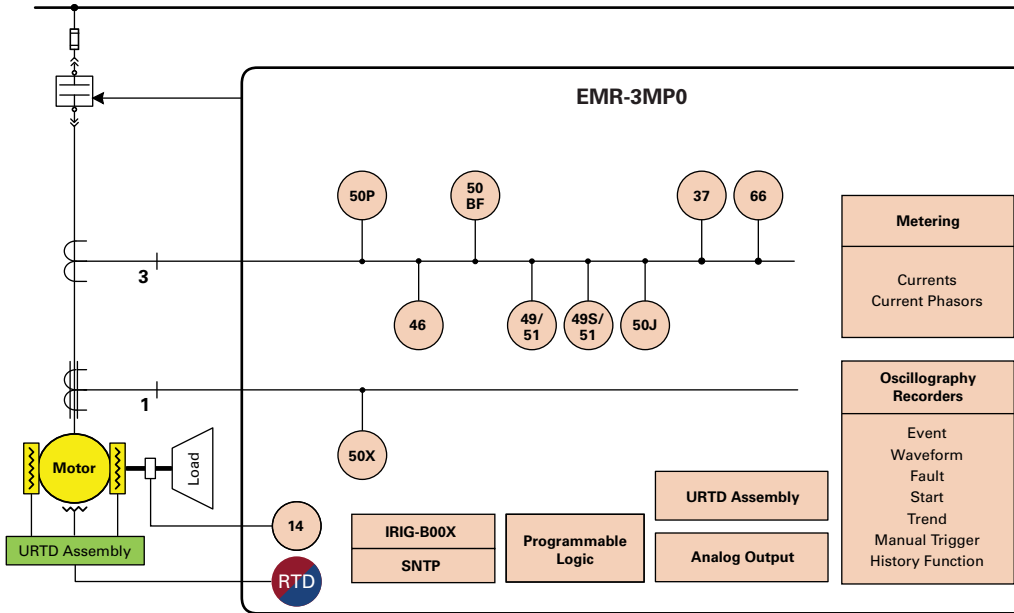 EMR-3MP0
50P
50
BF
37
66
3
46
49/
51
49S/
51
50J
Metering
Currents
Current Phasors
1
50X
Oscillography
Recorders
Event
Waveform
Fault
Start
Trend
Manual Trigger
History Function
Motor
Load
URTD Assembly
14
RTD
IRIG-B00X
SNTP
Programmable
Logic
URTD Assembly
Analog Output